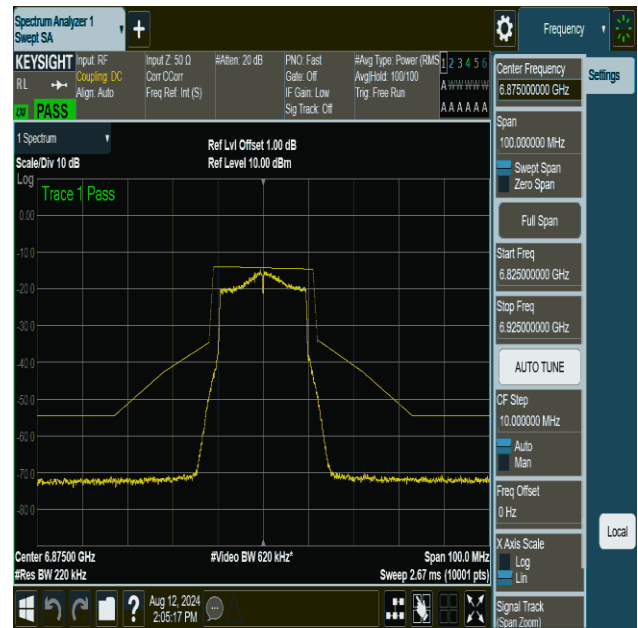 Spectrum Analyzer 1
Swept SA
+
Frequency
KEYSIGHT
RL
PASS
Input: RF
Coupling: DC
Align: Auto
Input Z: 50 Ω
Corr CCorr
Freq Ref: Int (S)
#Atten: 20 dB
PNO: Fast
Gate: Off
IF Gain: Low
Sig Track: Off
#Avg Type: Power (RMS
Avg|Hold: 100/100
Trig: Free Run
1 2 3 4 5 6
A W W W W W
A A A A A A
Center Frequency
6.875000000 GHz
Settings
Span
100.000000 MHz
Swept Span
Zero Span
Full Span
Start Freq
6.825000000 GHz
Stop Freq
6.925000000 GHz
AUTO TUNE
CF Step
10.000000 MHz
Auto
Man
Freq Offset
0 Hz
X Axis Scale
Log
Lin
Local
Signal Track
(Span Zoom)
1 Spectrum
Scale/Div 10 dB
Ref Lvl Offset 1.00 dB
Ref Level 10.00 dBm
Log
Trace 1 Pass
0.00
-10.0
-20.0
-30.0
-40.0
-50.0
-60.0
-70.0
-80.0
Center 6.87500 GHz
#Video BW 620 kHz*
Span 100.0 MHz
#Res BW 220 kHz
Sweep 2.67 ms (10001 pts)
?
Aug 12, 2024
2:05:17 PM